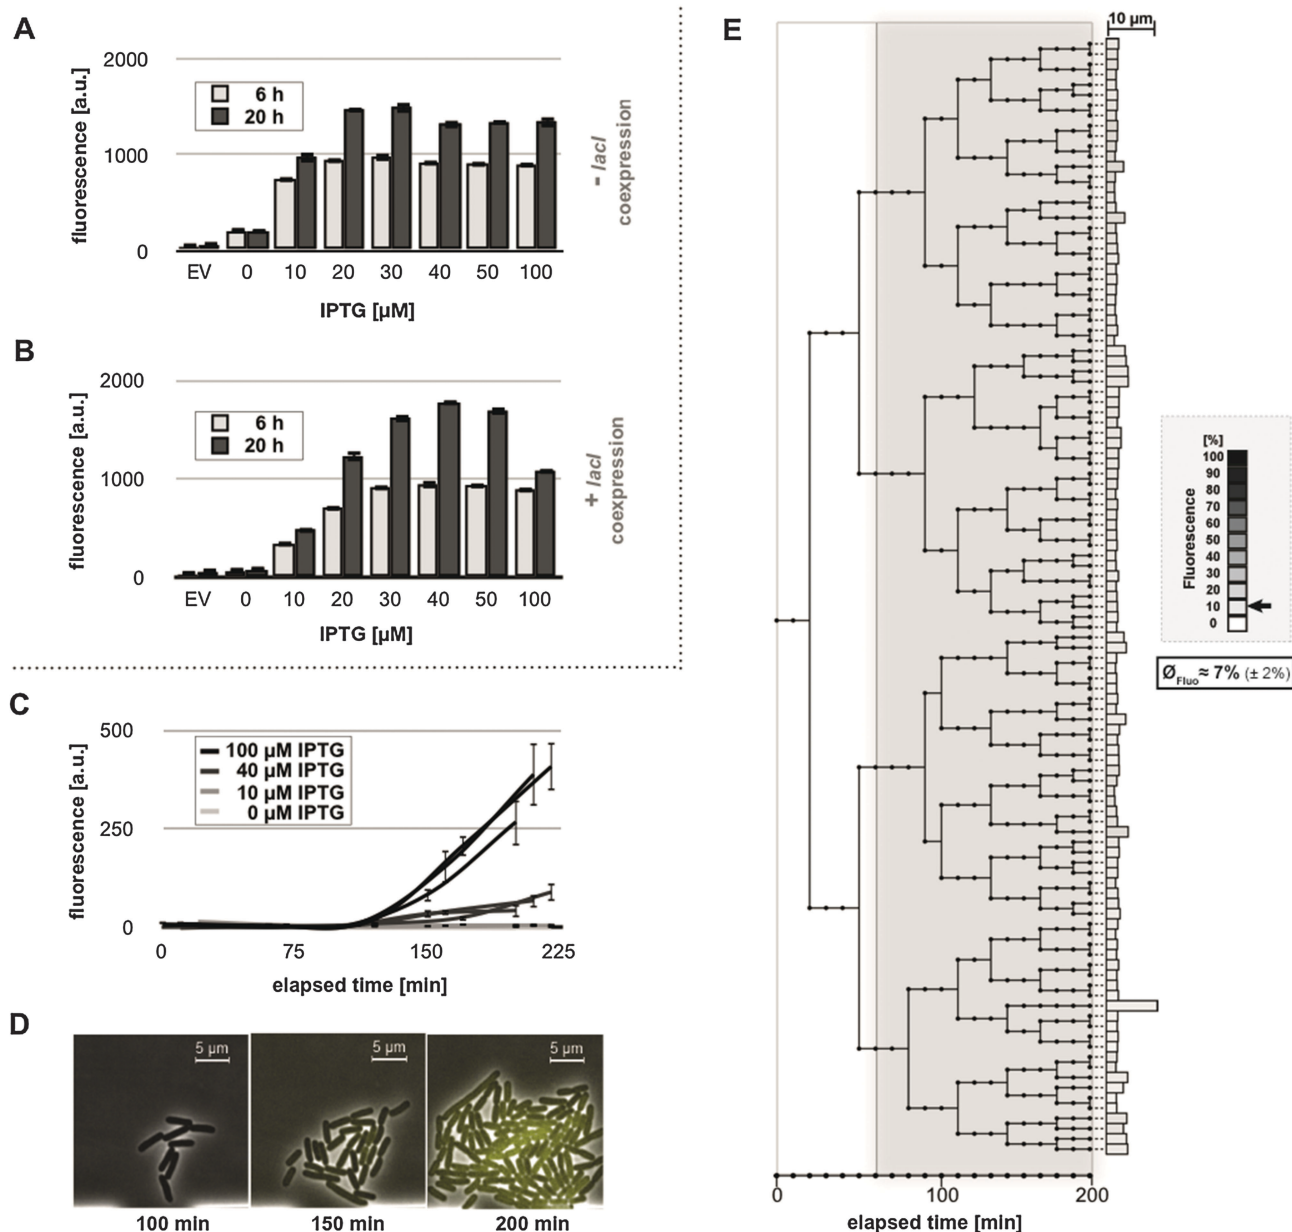 A
2000
1000
0
fluorescence [a.u.]
6 h
20 h
EV 0 10 20 30 40 50 100
IPTG [µM]
- lacI
coexpression
B
2000
1000
0
fluorescence [a.u.]
6 h
20 h
EV 0 10 20 30 40 50 100
IPTG [µM]
+ lacI
coexpression
C
500
250
0
fluorescence [a.u.]
100 µM IPTG
40 µM IPTG
10 µM IPTG
0 µM IPTG
0 75 150 225
elapsed time [min]
D
5 µm 5 µm 5 µm
100 min 150 min 200 min
E
10 µm
[%]
100
90
80
70
60
50
40
30
20
10
0
Fluorescence
ØFluo ≈ 7% (± 2%)
0 100 200
elapsed time [min]